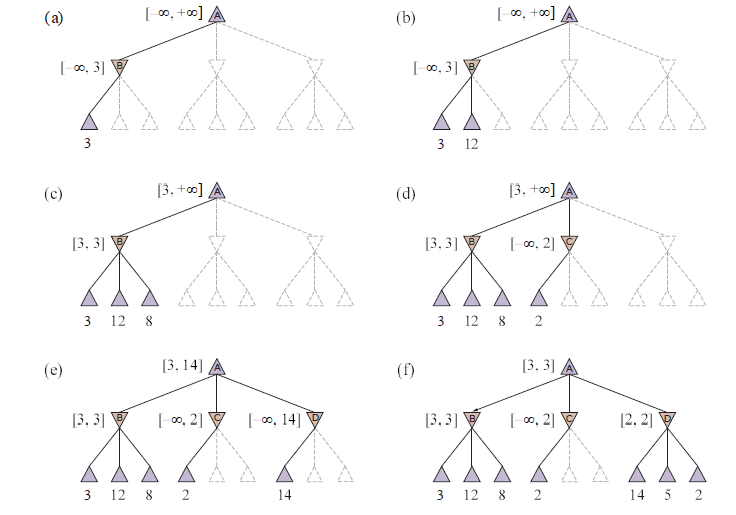 (a) [−∞, +∞] A
[−∞, 3] B
3
(b) [−∞, +∞] A
[−∞, 3] B
3 12
(c) [3, +∞] A
[3, 3] B
3 12 8
(d) [3, +∞] A
[3, 3] B [−∞, 2] C
3 12 8 2
(e) [3, 14] A
[3, 3] B [−∞, 2] C [−∞, 14] D
3 12 8 2 14
(f) [3, 3] A
[3, 3] B [−∞, 2] C [2, 2] D
3 12 8 2 14 5 2